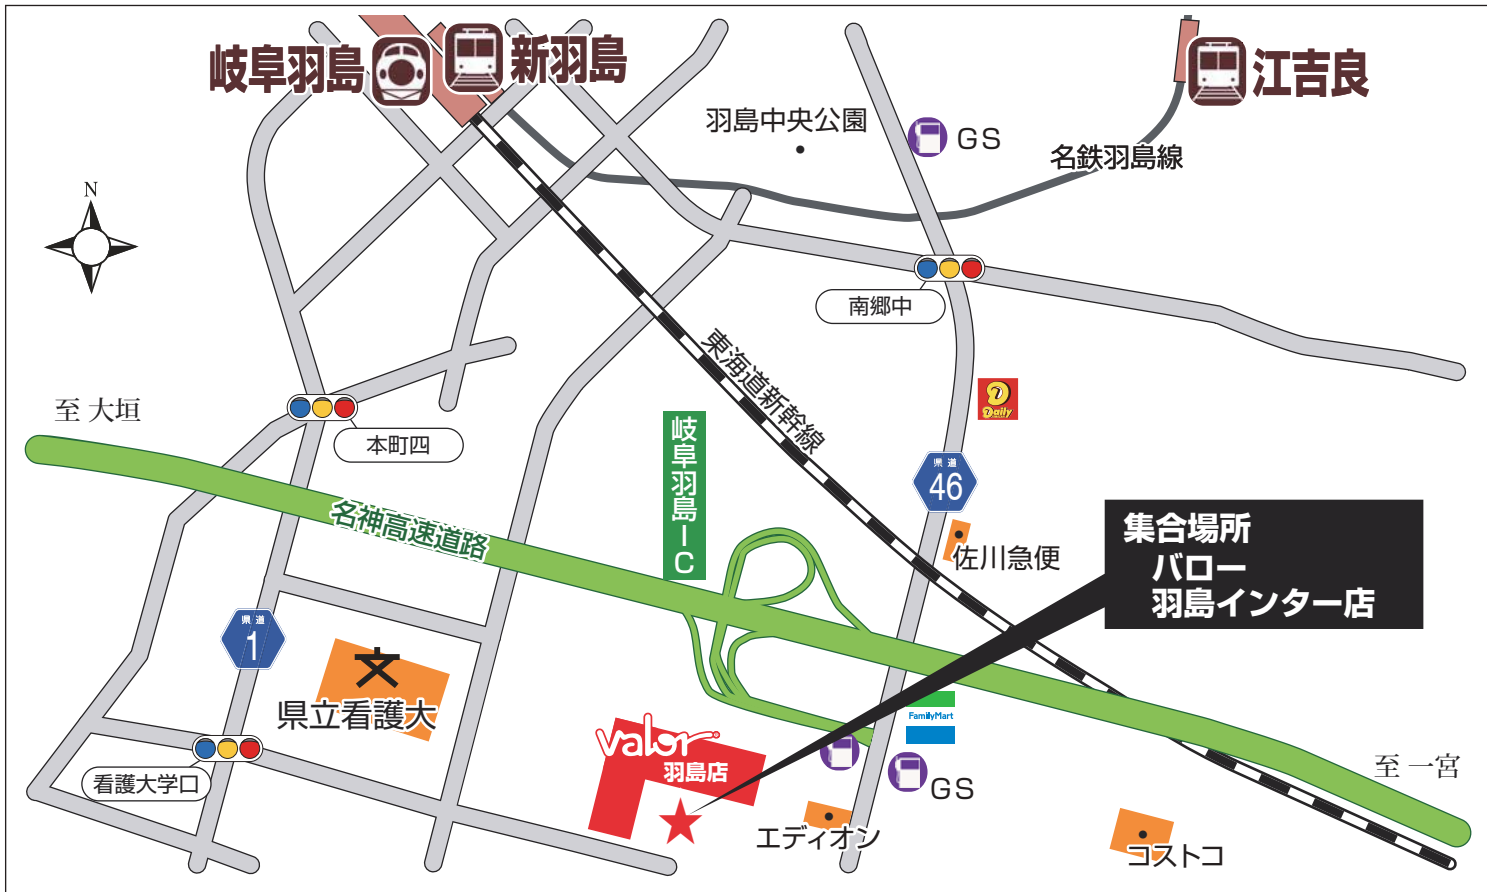 岐阜羽島
新羽島
江吉良
羽島中央公園
GS
名鉄羽島線
N
南郷中
東海道新幹線
Daily
至 大垣
本町四
岐阜羽島IC
県道
46
名神高速道路
佐川急便
集合場所
バロー
羽島インター店
県道
1
県立看護大
FamilyMart
valor
羽島店
看護大学口
GS
至 一宮
エディオン
コストコ